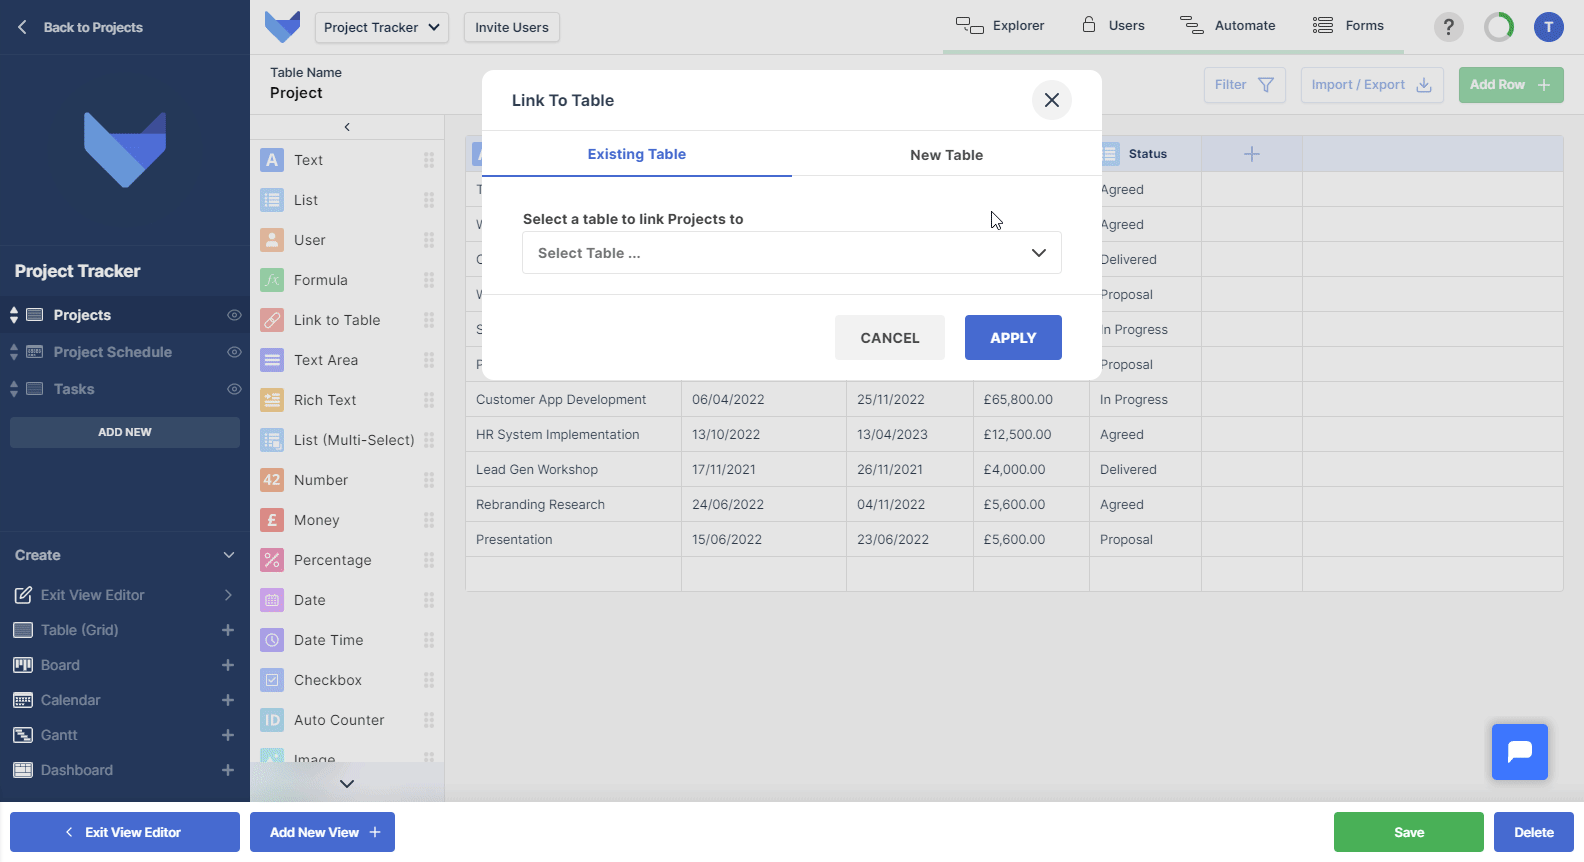 Back to Projects
Project Tracker
Invite Users
Explorer
Users
Automate
Forms
?
T
Table Name
Project
Filter
Import / Export
Add Row
Link To Table
Existing Table
New Table
Select a table to link Projects to
Select Table ...
CANCEL
APPLY
Project Tracker
Projects
Project Schedule
Tasks
ADD NEW
Create
Exit View Editor
Table (Grid)
Board
Calendar
Gantt
Dashboard
A Text
List
User
fx Formula
Link to Table
Text Area
Rich Text
List (Multi-Select)
42 Number
£ Money
% Percentage
Date
Date Time
Checkbox
ID Auto Counter
Image
Status
Agreed
Agreed
Delivered
Proposal
In Progress
Proposal
Customer App Development 06/04/2022 25/11/2022 £65,800.00 In Progress
HR System Implementation 13/10/2022 13/04/2023 £12,500.00 Agreed
Lead Gen Workshop 17/11/2021 26/11/2021 £4,000.00 Delivered
Rebranding Research 24/06/2022 04/11/2022 £5,600.00 Agreed
Presentation 15/06/2022 23/06/2022 £5,600.00 Proposal
Exit View Editor
Add New View
Save
Delete